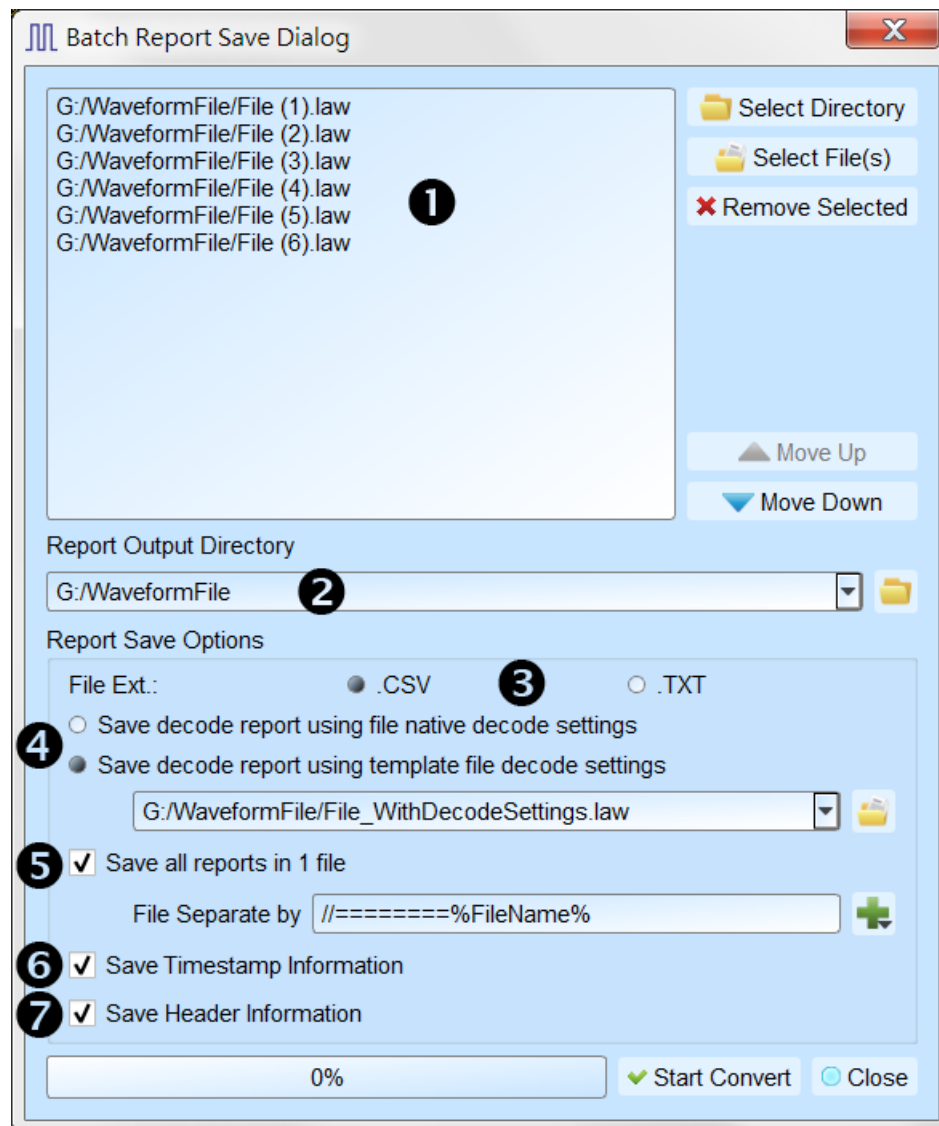 Batch Report Save Dialog
G:/WaveformFile/File (1).law
G:/WaveformFile/File (2).law
G:/WaveformFile/File (3).law
G:/WaveformFile/File (4).law
G:/WaveformFile/File (5).law
G:/WaveformFile/File (6).law
1
Select Directory
Select File(s)
Remove Selected
Move Up
Move Down
Report Output Directory
G:/WaveformFile 2
Report Save Options
File Ext.: .CSV 3 .TXT
Save decode report using file native decode settings
4
Save decode report using template file decode settings
G:/WaveformFile/File_WithDecodeSettings.law
5 Save all reports in 1 file
File Separate by //========%FileName%
6 Save Timestamp Information
7 Save Header Information
0% Start Convert Close